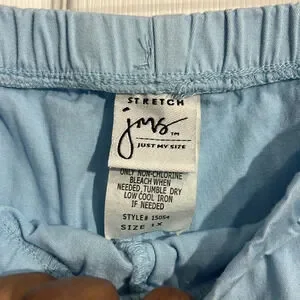 STRETCH
jms™
JUST MY SIZE
ONLY NON-CHLORINE
BLEACH WHEN
NEEDED, TUMBLE DRY
LOW COOL IRON
IF NEEDED
STYLE# 15054
SIZE 1X